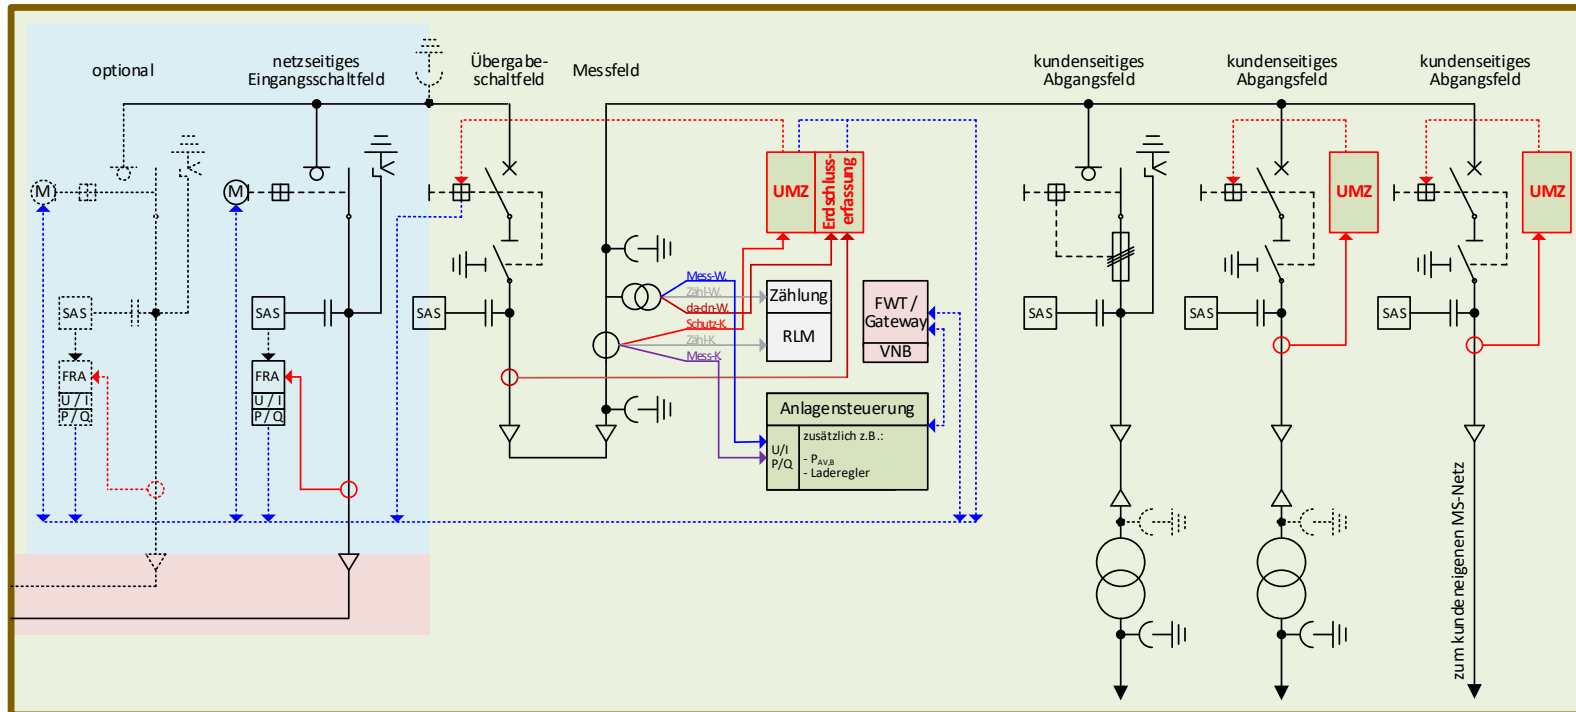 optional
netzseitiges
Eingangsschaltfeld
Übergabe-
schaltfeld
Messfeld
kundenseitiges
Abgangsfeld
kundenseitiges
Abgangsfeld
kundenseitiges
Abgangsfeld
M
M
UMZ
Erdschluss-
erfassung
UMZ
UMZ
SAS
SAS
SAS
SAS
SAS
SAS
Mess-W.
Zähl-W.
da-dn-W.
Schutz-K.
Zähl-K.
Mess-K.
Zählung
RLM
FWT /
Gateway
VNB
FRA
U / I
P / Q
FRA
U / I
P / Q
Anlagensteuerung
U/I
P/Q
zusätzlich z.B.:
- PAV,B
- Laderegler
zum kundeneigenen MS-Netz